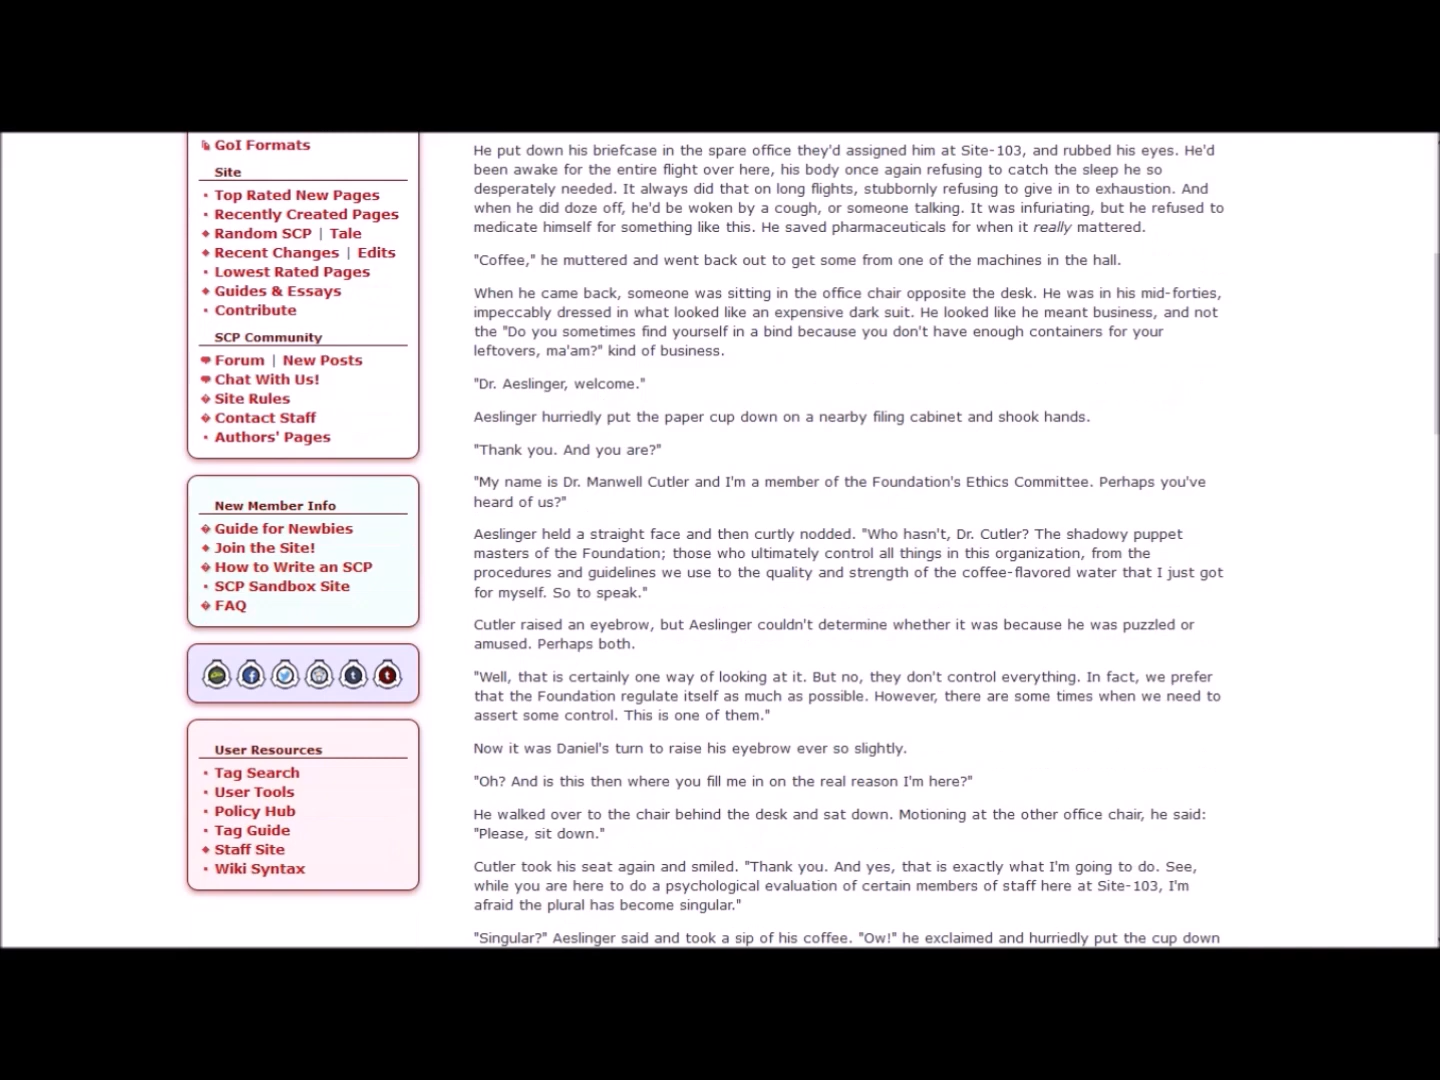 GoI Formats
Site
Top Rated New Pages
Recently Created Pages
Random SCP | Tale
Recent Changes | Edits
Lowest Rated Pages
Guides & Essays
Contribute
SCP Community
Forum | New Posts
Chat With Us!
Site Rules
Contact Staff
Authors' Pages
New Member Info
Guide for Newbies
Join the Site!
How to Write an SCP
SCP Sandbox Site
FAQ
User Resources
Tag Search
User Tools
Policy Hub
Tag Guide
Staff Site
Wiki Syntax
He put down his briefcase in the spare office they'd assigned him at Site-103, and rubbed his eyes. He'd
been awake for the entire flight over here, his body once again refusing to catch the sleep he so
desperately needed. It always did that on long flights, stubbornly refusing to give in to exhaustion. And
when he did doze off, he'd be woken by a cough, or someone talking. It was infuriating, but he refused to
medicate himself for something like this. He saved pharmaceuticals for when it really mattered.
"Coffee," he muttered and went back out to get some from one of the machines in the hall.
When he came back, someone was sitting in the office chair opposite the desk. He was in his mid-forties,
impeccably dressed in what looked like an expensive dark suit. He looked like he meant business, and not
the "Do you sometimes find yourself in a bind because you don't have enough containers for your
leftovers, ma'am?" kind of business.
"Dr. Aeslinger, welcome."
Aeslinger hurriedly put the paper cup down on a nearby filing cabinet and shook hands.
"Thank you. And you are?"
"My name is Dr. Manwell Cutler and I'm a member of the Foundation's Ethics Committee. Perhaps you've
heard of us?"
Aeslinger held a straight face and then curtly nodded. "Who hasn't, Dr. Cutler? The shadowy puppet
masters of the Foundation; those who ultimately control all things in this organization, from the
procedures and guidelines we use to the quality and strength of the coffee-flavored water that I just got
for myself. So to speak."
Cutler raised an eyebrow, but Aeslinger couldn't determine whether it was because he was puzzled or
amused. Perhaps both.
"Well, that is certainly one way of looking at it. But no, they don't control everything. In fact, we prefer
that the Foundation regulate itself as much as possible. However, there are some times when we need to
assert some control. This is one of them."
Now it was Daniel's turn to raise his eyebrow ever so slightly.
"Oh? And is this then where you fill me in on the real reason I'm here?"
He walked over to the chair behind the desk and sat down. Motioning at the other office chair, he said:
"Please, sit down."
Cutler took his seat again and smiled. "Thank you. And yes, that is exactly what I'm going to do. See,
while you are here to do a psychological evaluation of certain members of staff here at Site-103, I'm
afraid the plural has become singular."
"Singular?" Aeslinger said and took a sip of his coffee. "Ow!" he exclaimed and hurriedly put the cup down